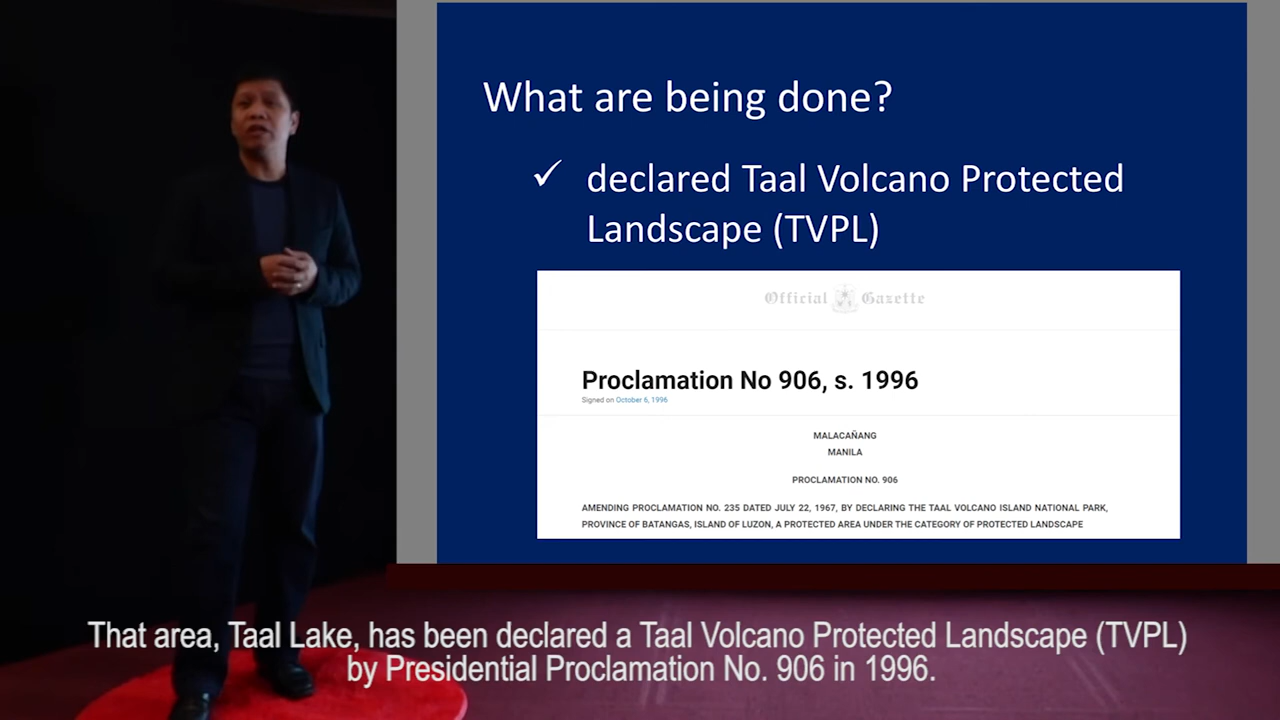 What are being done?
✓ declared Taal Volcano Protected
Landscape (TVPL)
Official Gazette
Proclamation No 906, s. 1996
Signed on October 6, 1996
MALACAÑANG
MANILA
PROCLAMATION NO. 906
AMENDING PROCLAMATION NO. 235 DATED JULY 22, 1967, BY DECLARING THE TAAL VOLCANO ISLAND NATIONAL PARK,
PROVINCE OF BATANGAS, ISLAND OF LUZON, A PROTECTED AREA UNDER THE CATEGORY OF PROTECTED LANDSCAPE
That area, Taal Lake, has been declared a Taal Volcano Protected Landscape (TVPL)
by Presidential Proclamation No. 906 in 1996.